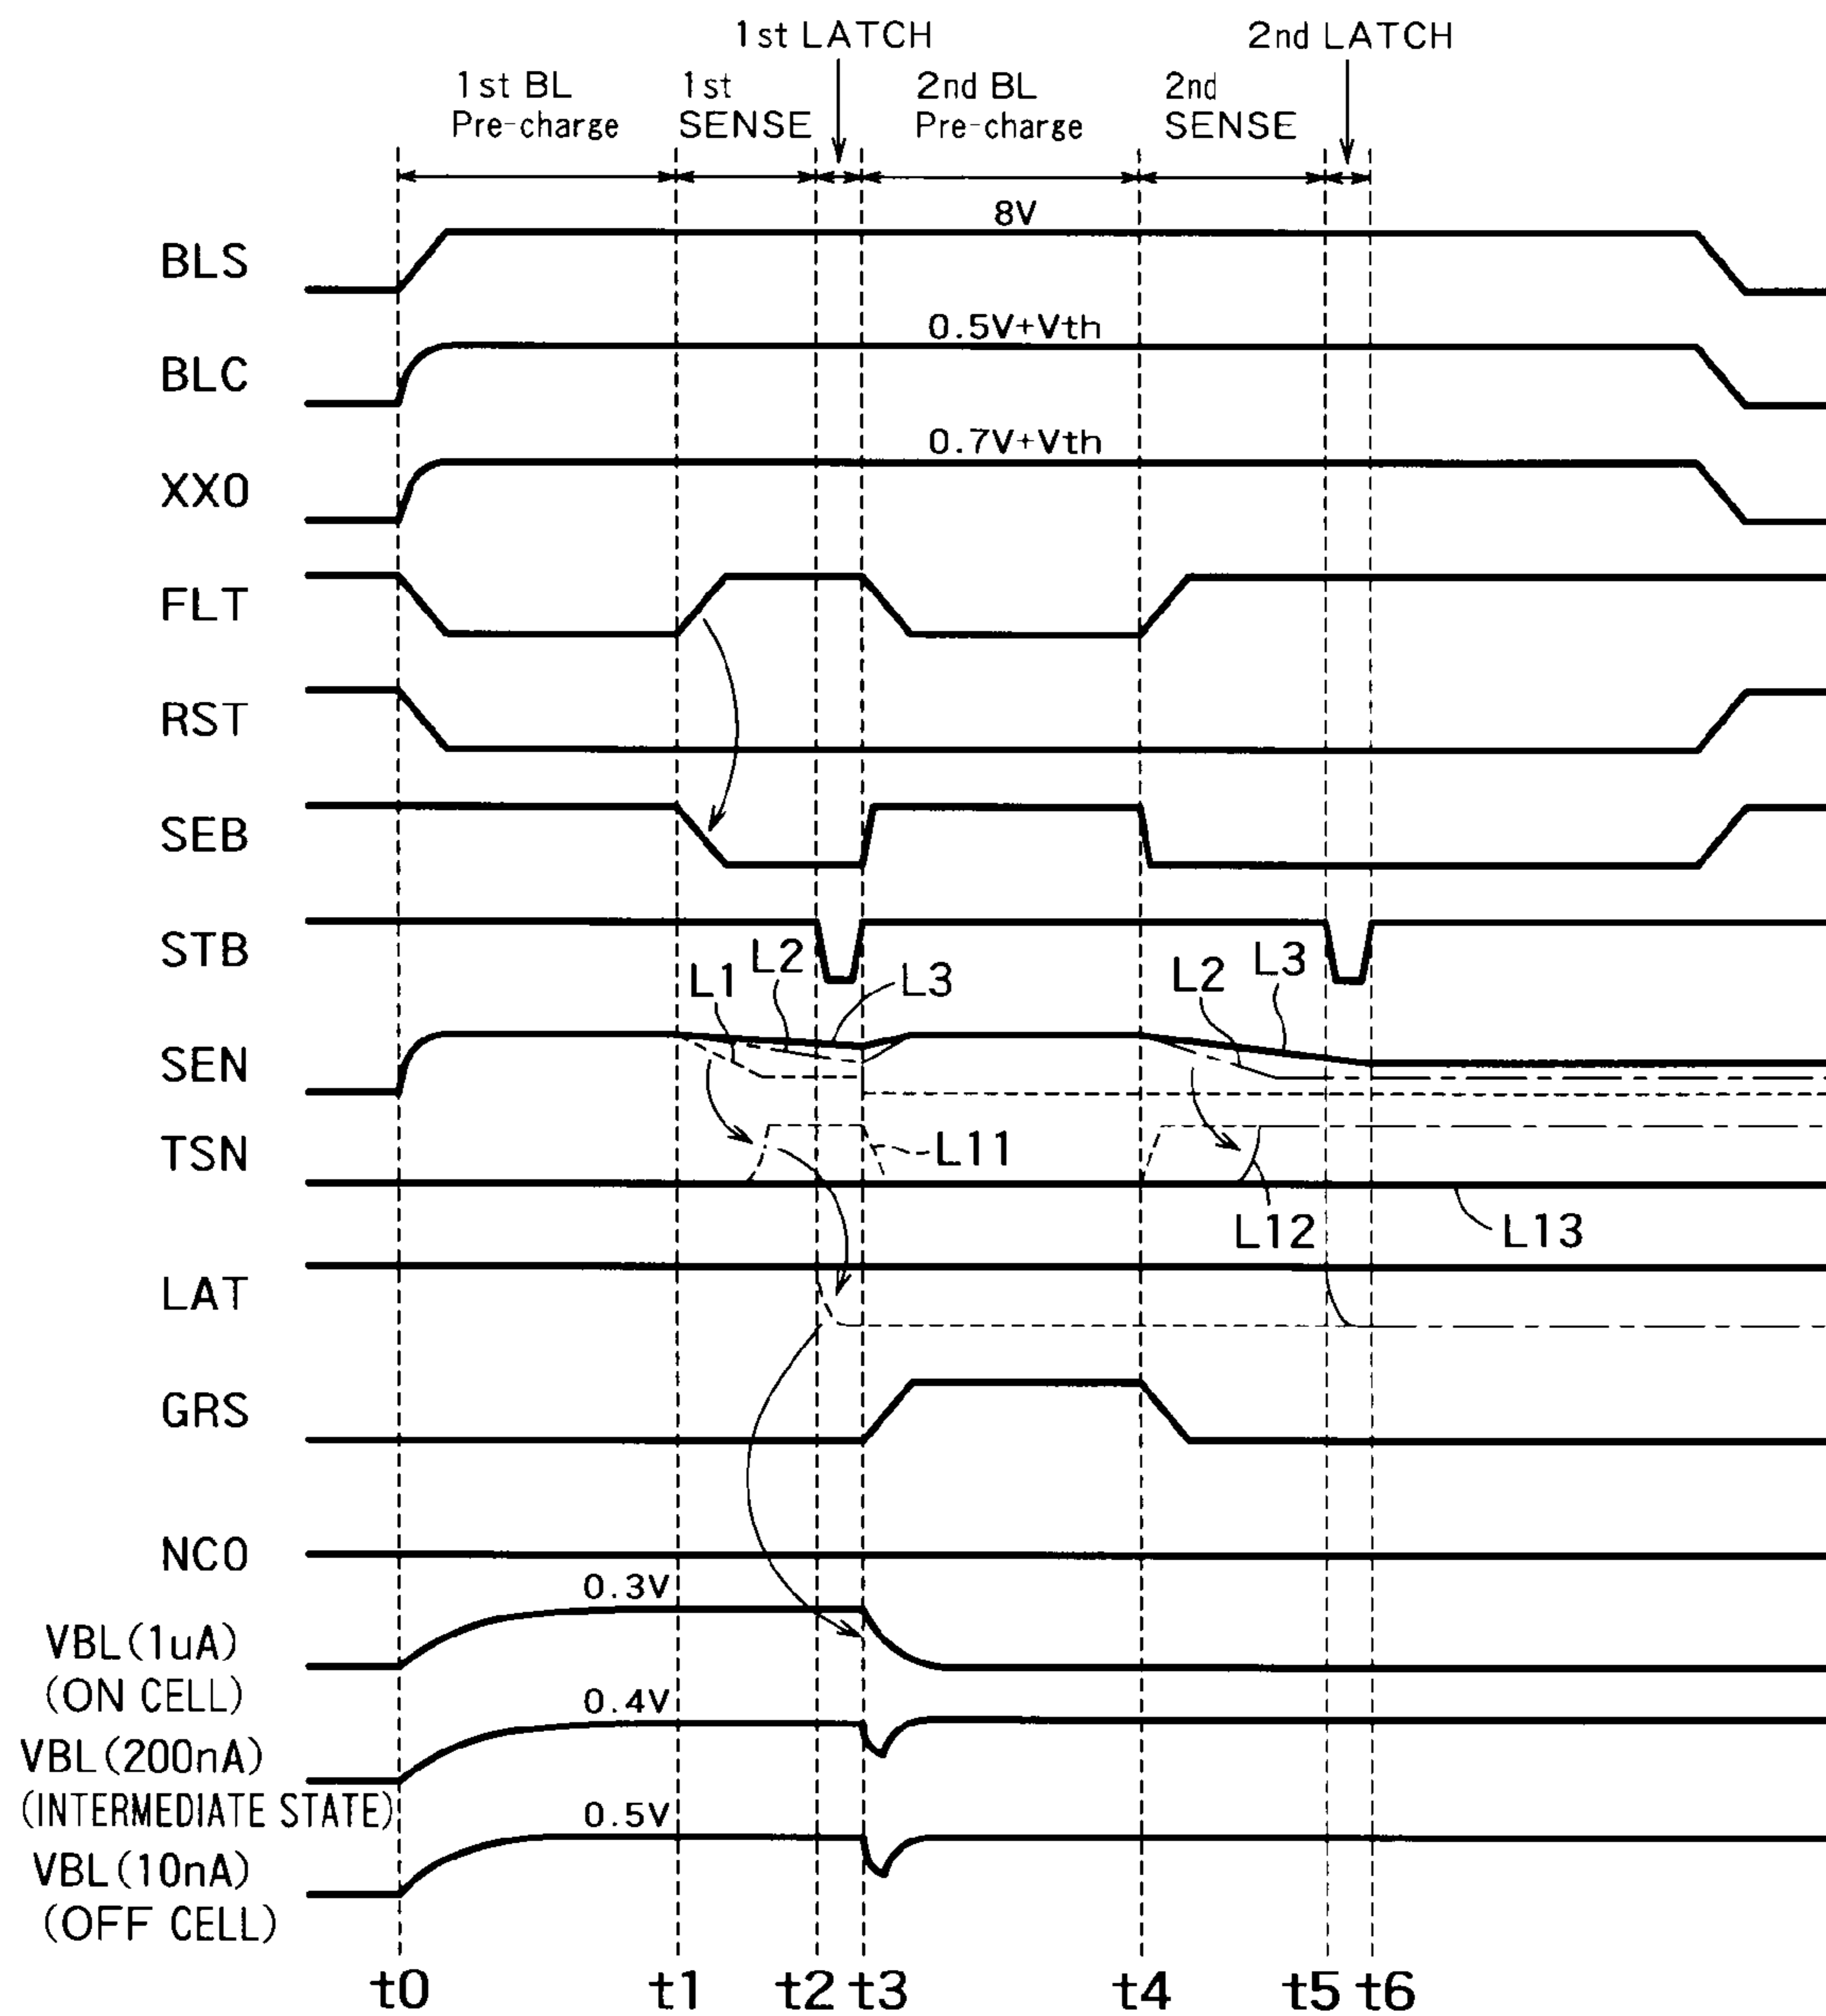 1st LATCH
2nd LATCH
1st BL
Pre-charge
1st
SENSE
2nd BL
Pre-charge
2nd
SENSE
BLS
8V
BLC
0.5V+Vth
XX0
0.7V+Vth
FLT
RST
SEB
STB
L1
L2
L3
L2
L3
SEN
TSN
L11
L12
L13
LAT
GRS
NCO
0.3V
VBL(1uA)
(ON CELL)
0.4V
VBL(200nA)
(INTERMEDIATE STATE)
0.5V
VBL(10nA)
(OFF CELL)
t0 t1 t2 t3 t4 t5 t6